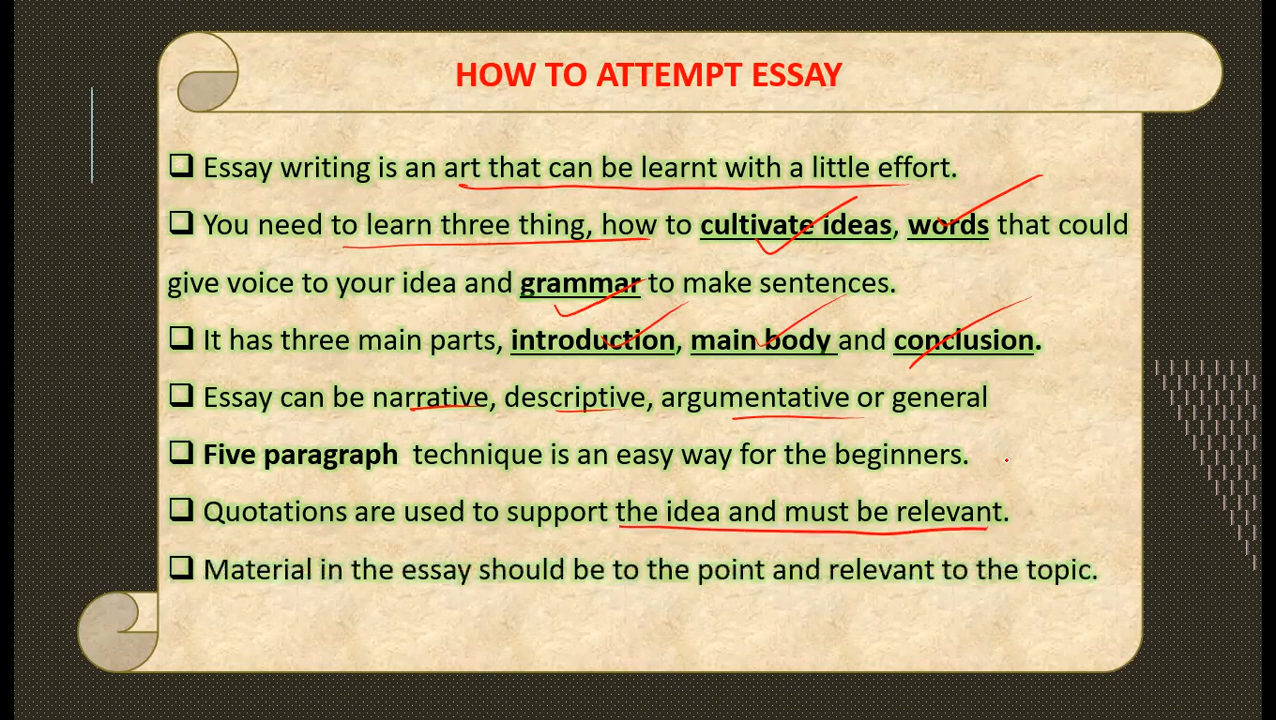 HOW TO ATTEMPT ESSAY
❑ Essay writing is an art that can be learnt with a little effort.
❑ You need to learn three thing, how to cultivate ideas, words that could
give voice to your idea and grammar to make sentences.
❑ It has three main parts, introduction, main body and conclusion.
❑ Essay can be narrative, descriptive, argumentative or general
❑ Five paragraph technique is an easy way for the beginners.
❑ Quotations are used to support the idea and must be relevant.
❑ Material in the essay should be to the point and relevant to the topic.